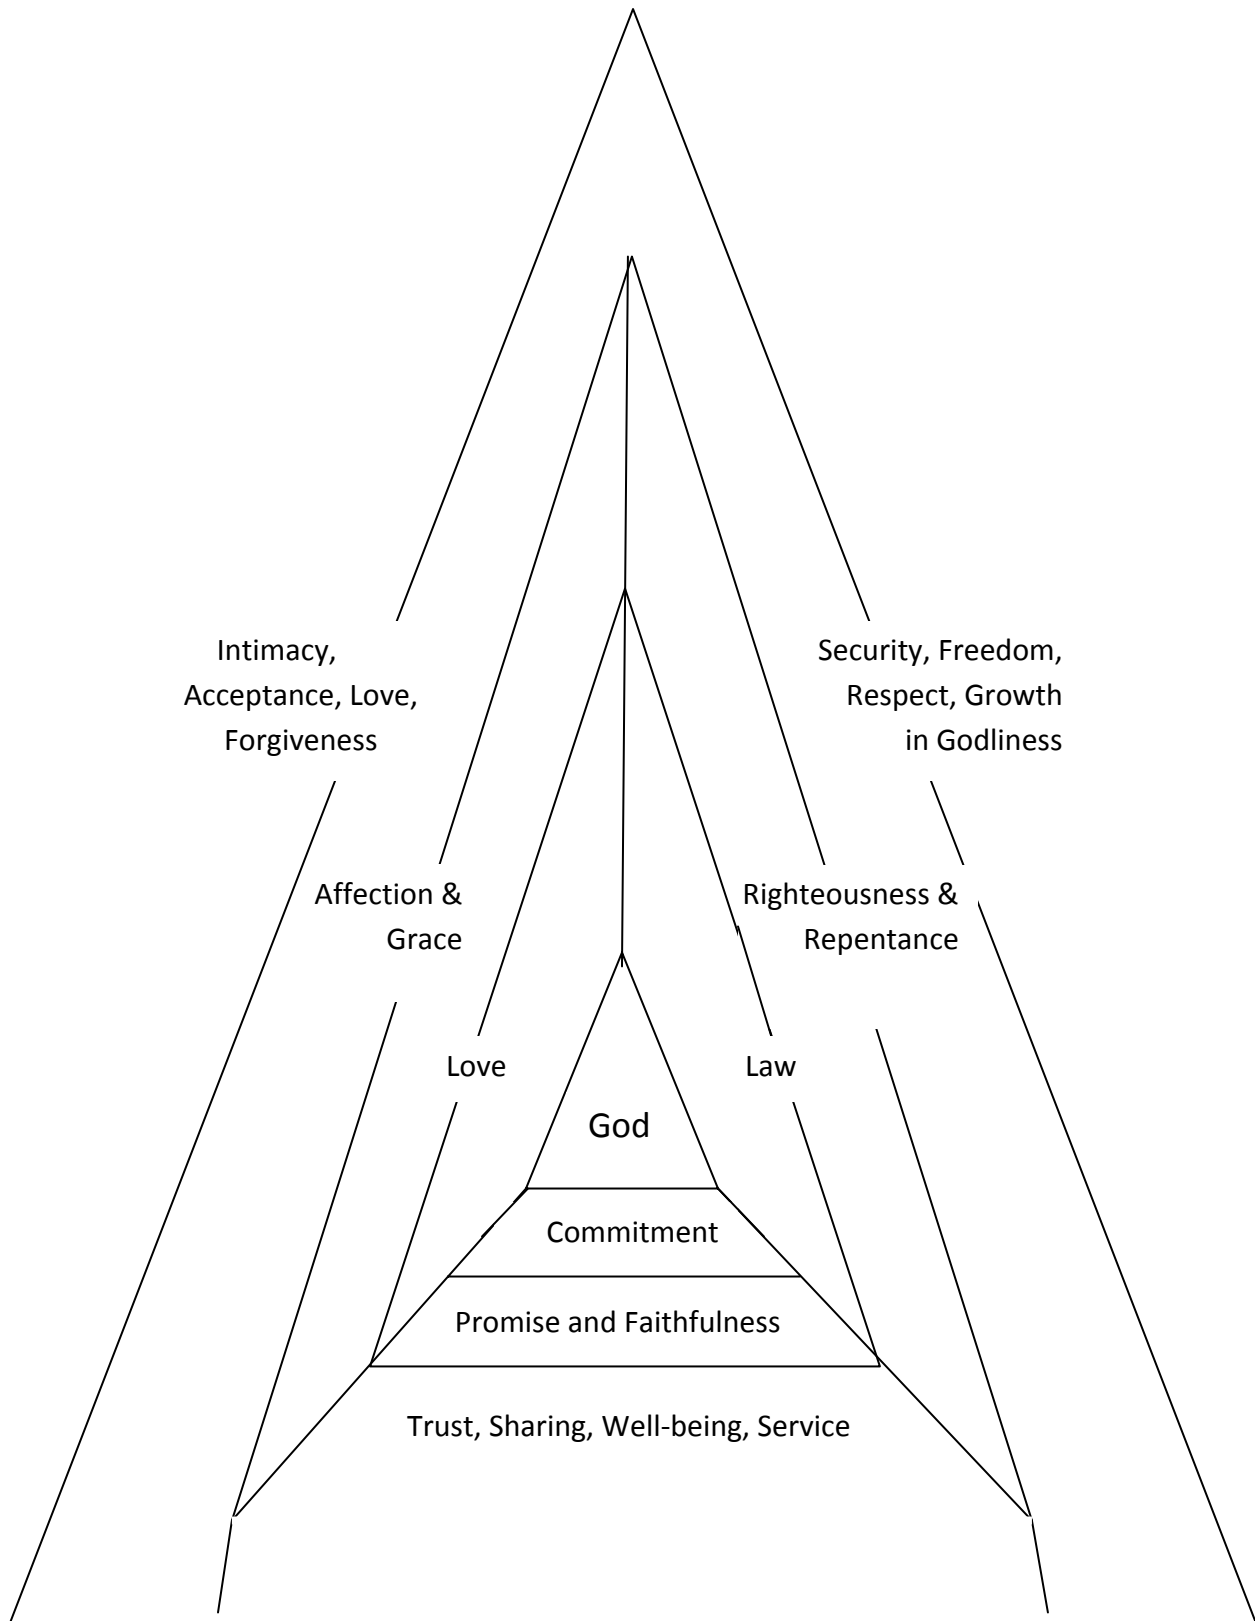 Intimacy,
Acceptance, Love,
Forgiveness
Security, Freedom,
Respect, Growth
in Godliness
Affection &
Grace
Righteousness &
Repentance
Love
Law
God
Commitment
Promise and Faithfulness
Trust, Sharing, Well-being, Service